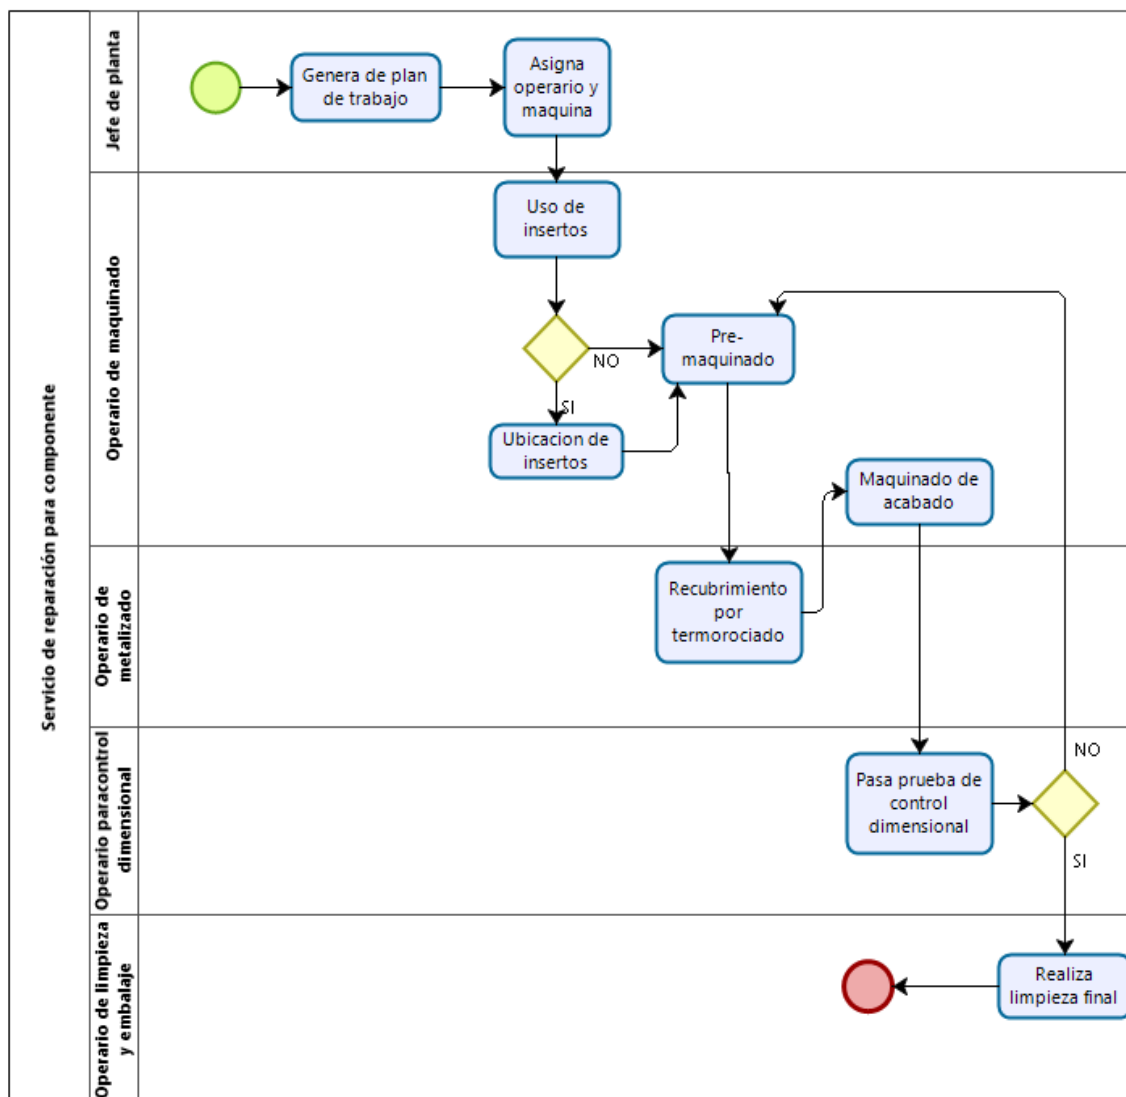 Servicio de reparación para componente
Jefe de planta
Genera de plan
de trabajo
Asigna
operario y
maquina
Operario de maquinado
Uso de
insertos
NO
SI
Pre-
maquinado
Ubicacion de
insertos
Maquinado de
acabado
Operario de
metalizado
Recubrimiento
por
termorociado
Operario paracontrol
dimensional
Pasa prueba de
control
dimensional
NO
SI
Operario de limpieza
y embalaje
Realiza
limpieza final